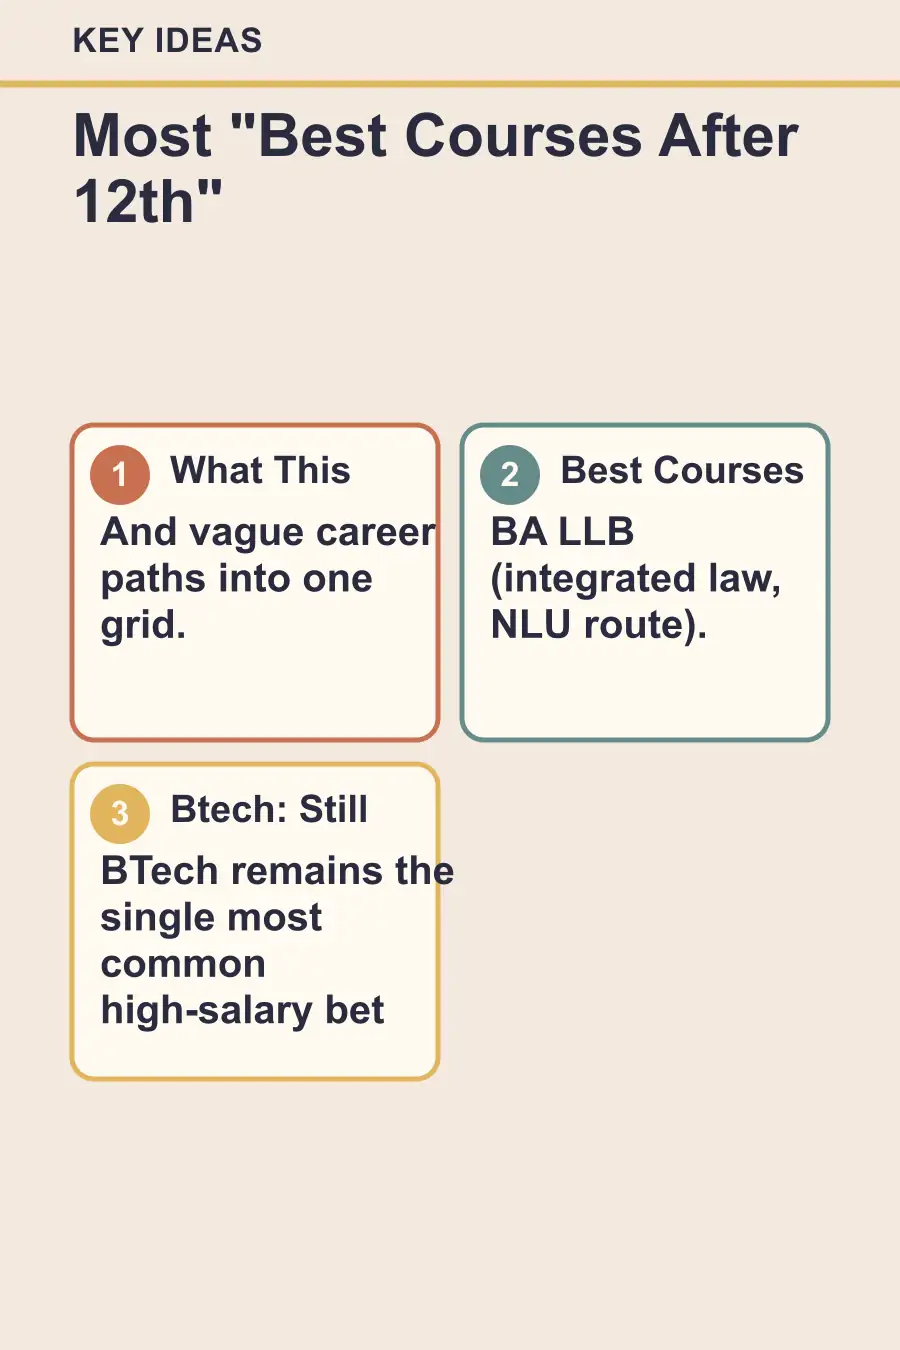 KEY IDEAS
Most "Best Courses After
12th"
1 What This
And vague career
paths into one
grid.
2 Best Courses
BA LLB
(integrated law,
NLU route).
3 Btech: Still
BTech remains the
single most
common
high-salary bet